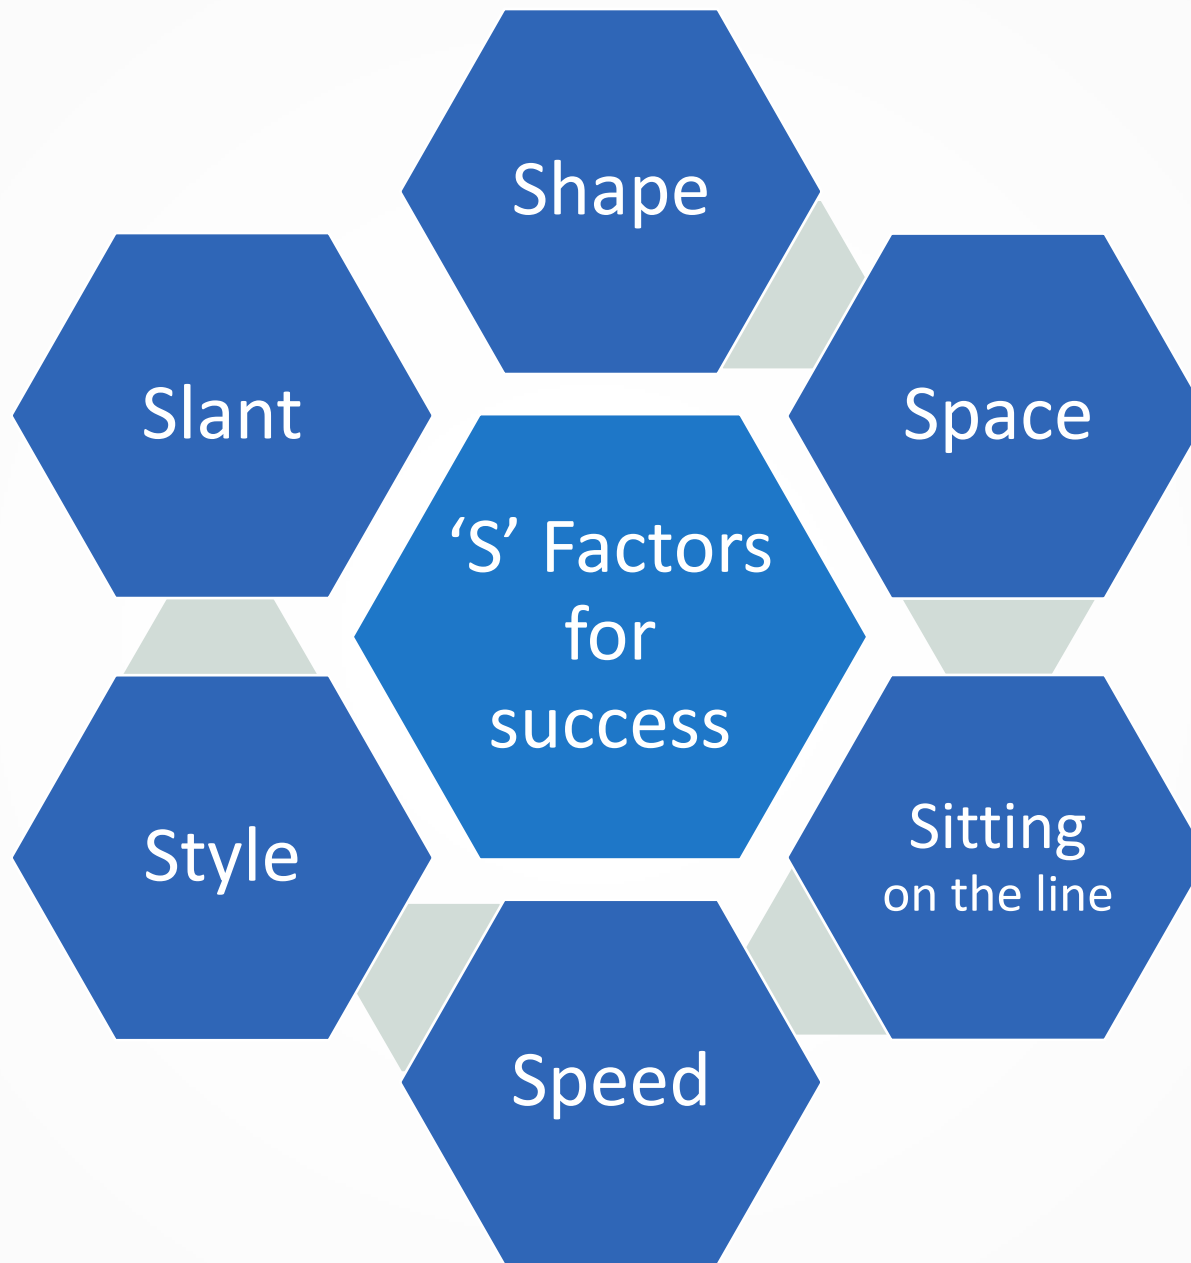 Shape
Slant
Space
‘S’ Factors
for
success
Style
Sitting
on the line
Speed